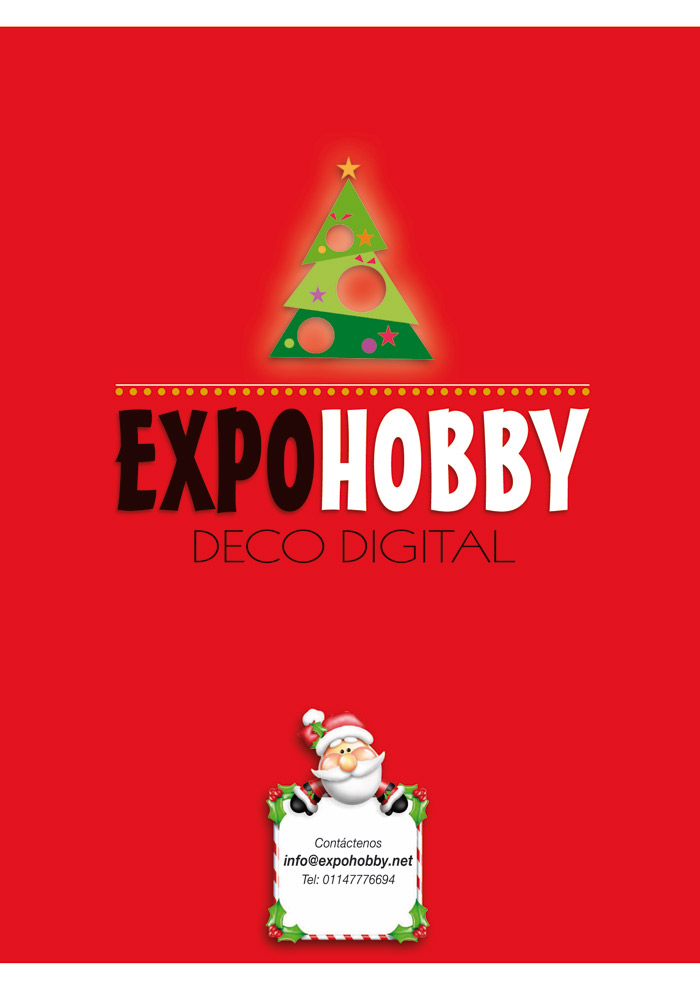 EXPOHOBBY
DECO DIGITAL
Contáctenos
info@expohobby.net
Tel: 01147776694